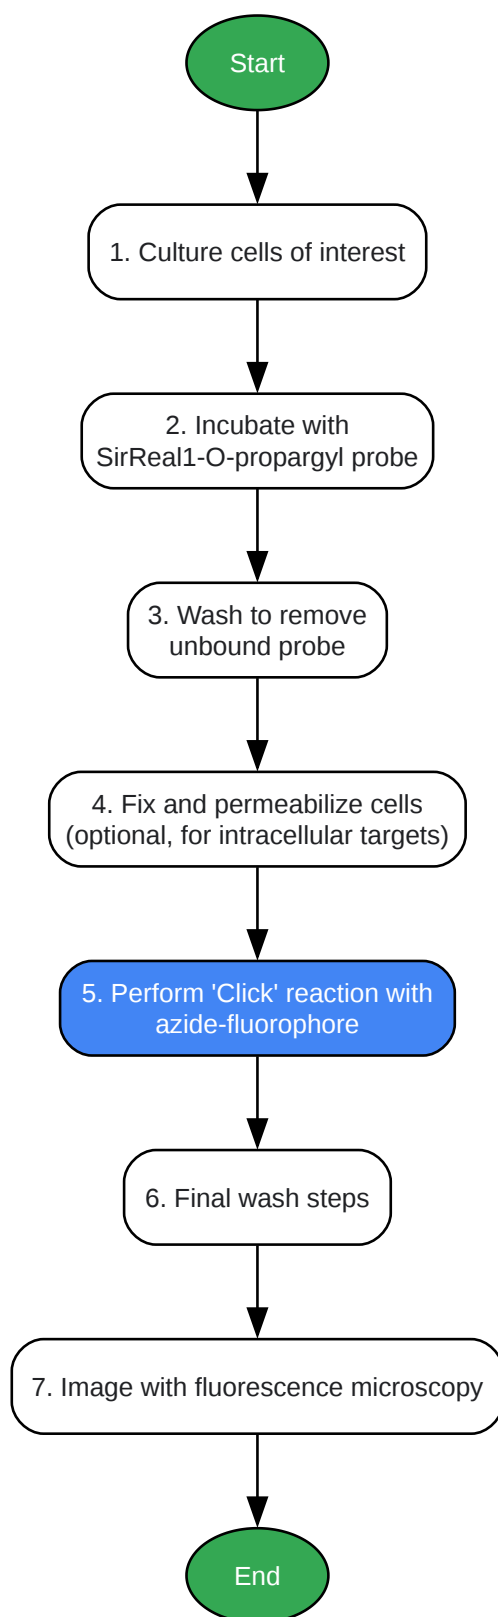 Start
1. Culture cells of interest
2. Incubate with
SirReal1-O-propargyl probe
3. Wash to remove
unbound probe
4. Fix and permeabilize cells
(optional, for intracellular targets)
5. Perform 'Click' reaction with
azide-fluorophore
6. Final wash steps
7. Image with fluorescence microscopy
End